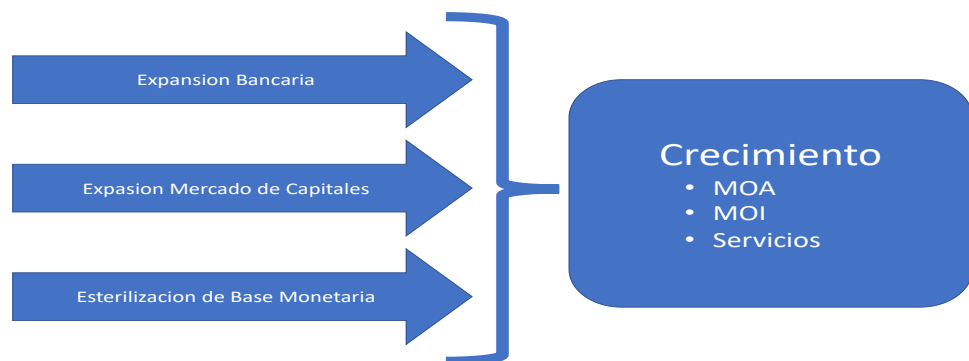 Expansion Bancaria
Expasion Mercado de Capitales
Esterilizacion de Base Monetaria
Crecimiento
• MOA
• MOI
• Servicios